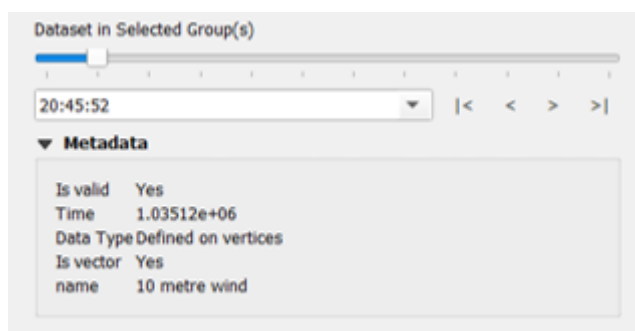 Dataset in Selected Group(s)
20:45:52 |< < > >|
Metadata
Is valid Yes
Time 1.03512e+06
Data Type Defined on vertices
Is vector Yes
name 10 metre wind